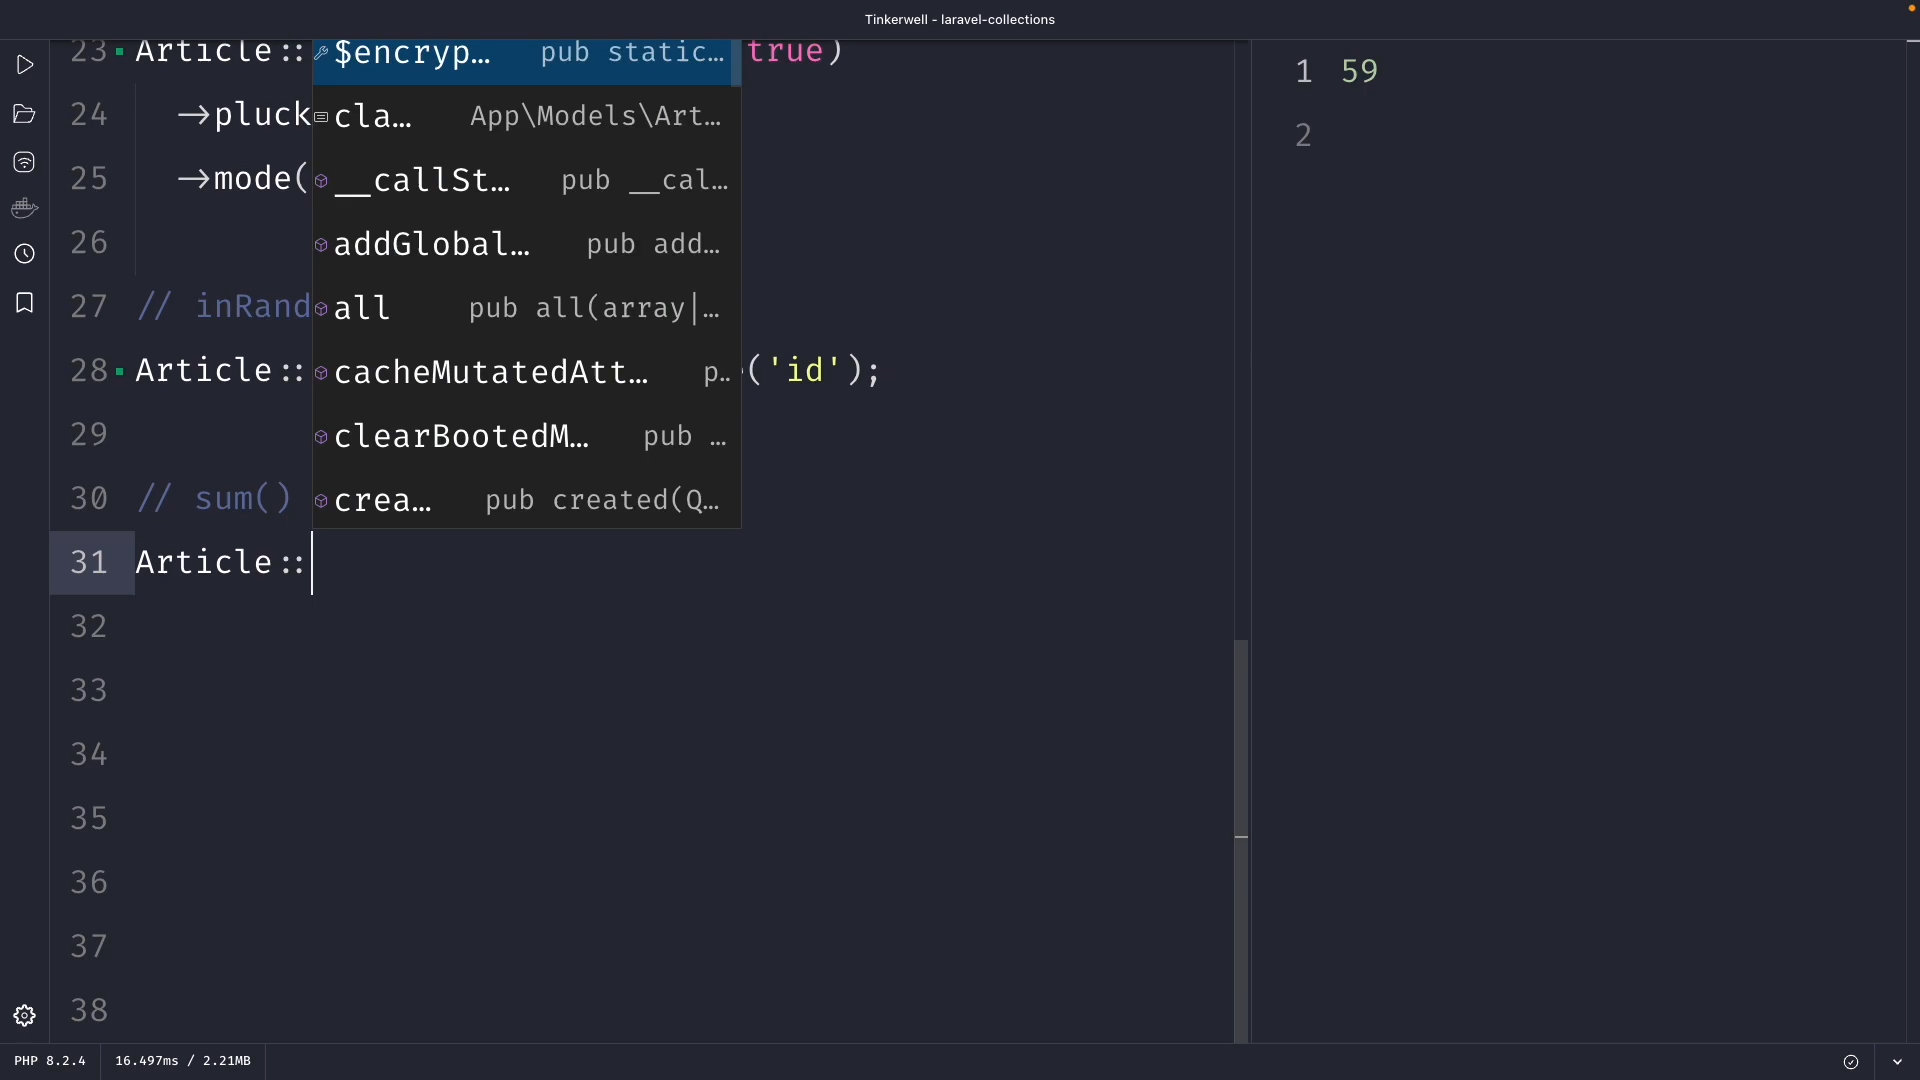 Tinkerwell - laravel-collections
23 Article:: true)
24 ->pluck
25 ->mode(
26
27 // inRand
28 Article:: ('id');
29
30 // sum()
31 Article::
32
33
34
35
36
37
38
$encryp… pub static…
cla… App\Models\Art…
__callSt… pub __cal…
addGlobal… pub add…
all pub all(array|…
cacheMutatedAtt… p…
clearBootedM… pub …
crea… pub created(Q…
1 59
2
PHP 8.2.4 16.497ms / 2.21MB